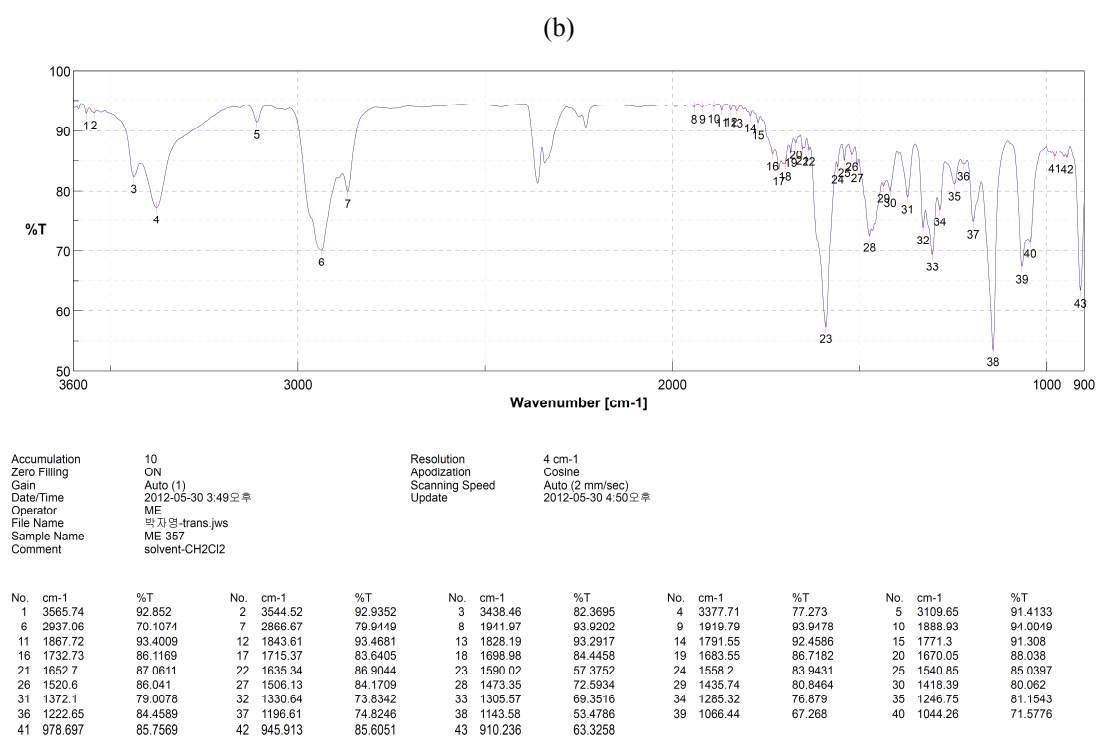 (b)
100
90
80
70
60
50
%T
1 2 3 4 5 6 7 8 9 10 11 12 13 14 15 16 17 18 19 20 21 22 23 24 25 26 27 28 29 30 31 32 33 34 35 36 37 38 39 40 41 42 43
3600 3000 2000 1000 900
Wavenumber [cm-1]
Accumulation 10 Resolution 4 cm-1
Zero Filling ON Apodization Cosine
Gain Auto (1) Scanning Speed Auto (2 mm/sec)
Date/Time 2012-05-30 3:49오후 Update 2012-05-30 4:50오후
Operator ME
File Name 박자영-trans.jws
Sample Name ME 357
Comment solvent-CH2Cl2
No. cm-1 %T No. cm-1 %T No. cm-1 %T No. cm-1 %T No. cm-1 %T
1 3565.74 92.852 2 3544.52 92.9352 3 3438.46 82.3695 4 3377.71 77.273 5 3109.65 91.4133
6 2937.06 70.1074 7 2866.67 79.9449 8 1941.97 93.9202 9 1919.79 93.9478 10 1888.93 94.0049
11 1867.72 93.4009 12 1843.61 93.4681 13 1828.19 93.2917 14 1791.55 92.4586 15 1771.3 91.308
16 1732.73 86.1169 17 1715.37 83.6405 18 1698.98 84.4458 19 1683.55 86.7182 20 1670.05 88.038
21 1652.7 87.0611 22 1635.34 86.9044 23 1590.02 57.3752 24 1558.2 83.9431 25 1540.85 85.0397
26 1520.6 86.041 27 1506.13 84.1709 28 1473.35 72.5934 29 1435.74 80.8464 30 1418.39 80.062
31 1372.1 79.0078 32 1330.64 73.8342 33 1305.57 69.3516 34 1285.32 76.879 35 1246.75 81.1543
36 1222.65 84.4589 37 1196.61 74.8246 38 1143.58 53.4786 39 1066.44 67.268 40 1044.26 71.5776
41 978.697 85.7569 42 945.913 85.6051 43 910.236 63.3258